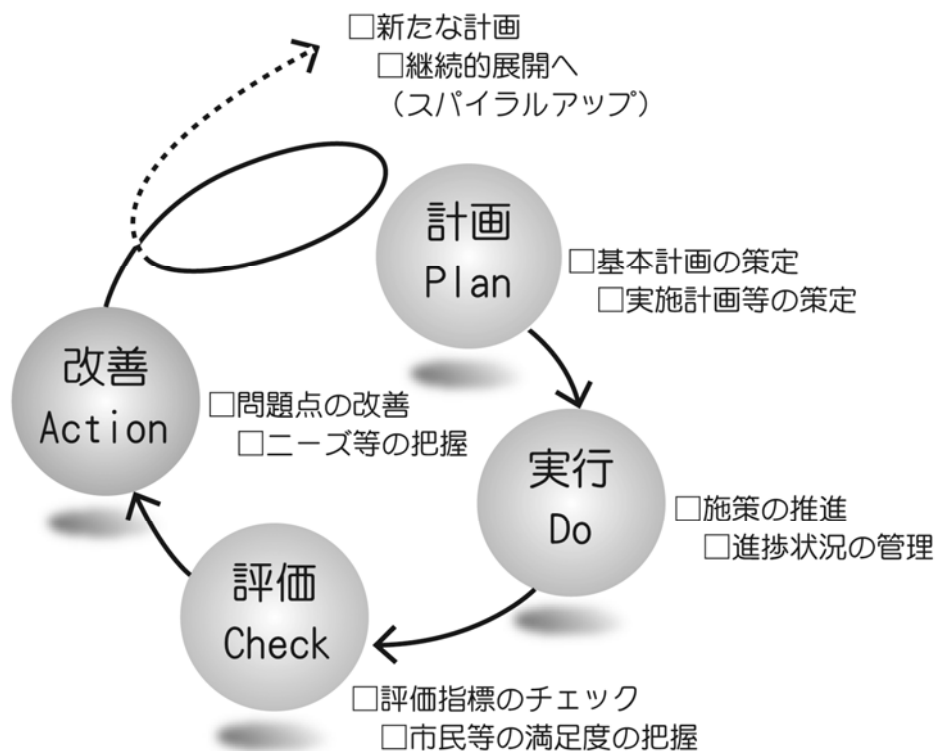 □新たな計画
□継続的展開へ
(スパイラルアップ)
計画
Plan
□基本計画の策定
□実施計画等の策定
実行
Do
□施策の推進
□進捗状況の管理
評価
Check
□評価指標のチェック
□市民等の満足度の把握
改善
Action
□問題点の改善
□ニーズ等の把握